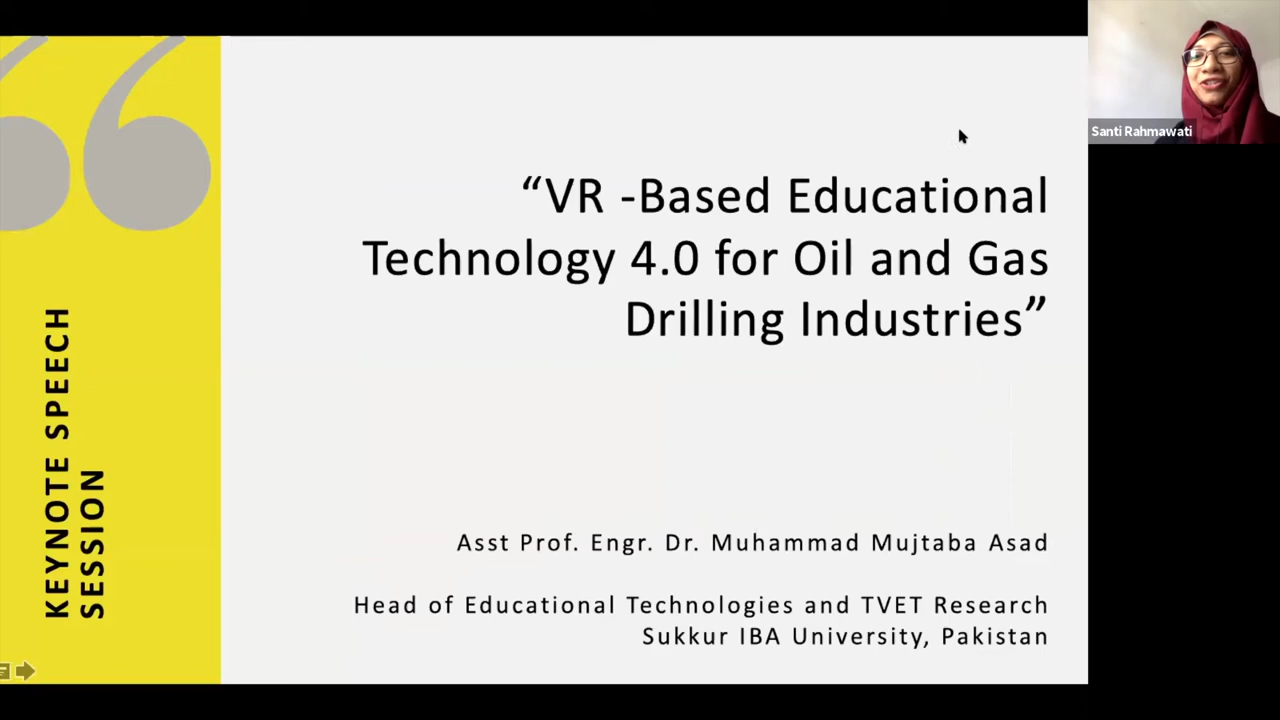 KEYNOTE SPEECH
SESSION
“VR -Based Educational
Technology 4.0 for Oil and Gas
Drilling Industries”
Asst Prof. Engr. Dr. Muhammad Mujtaba Asad
Head of Educational Technologies and TVET Research
Sukkur IBA University, Pakistan
Santi Rahmawati